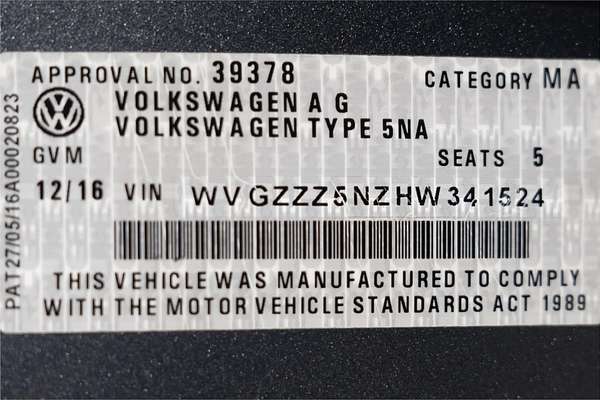 APPROVAL NO. 39378 CATEGORY MA
VOLKSWAGEN A G
VOLKSWAGEN TYPE 5NA
GVM SEATS 5
12/16 VIN WVGZZZ5NZHW341524
THIS VEHICLE WAS MANUFACTURED TO COMPLY
WITH THE MOTOR VEHICLE STANDARDS ACT 1989
PAT27/05/16A00020823